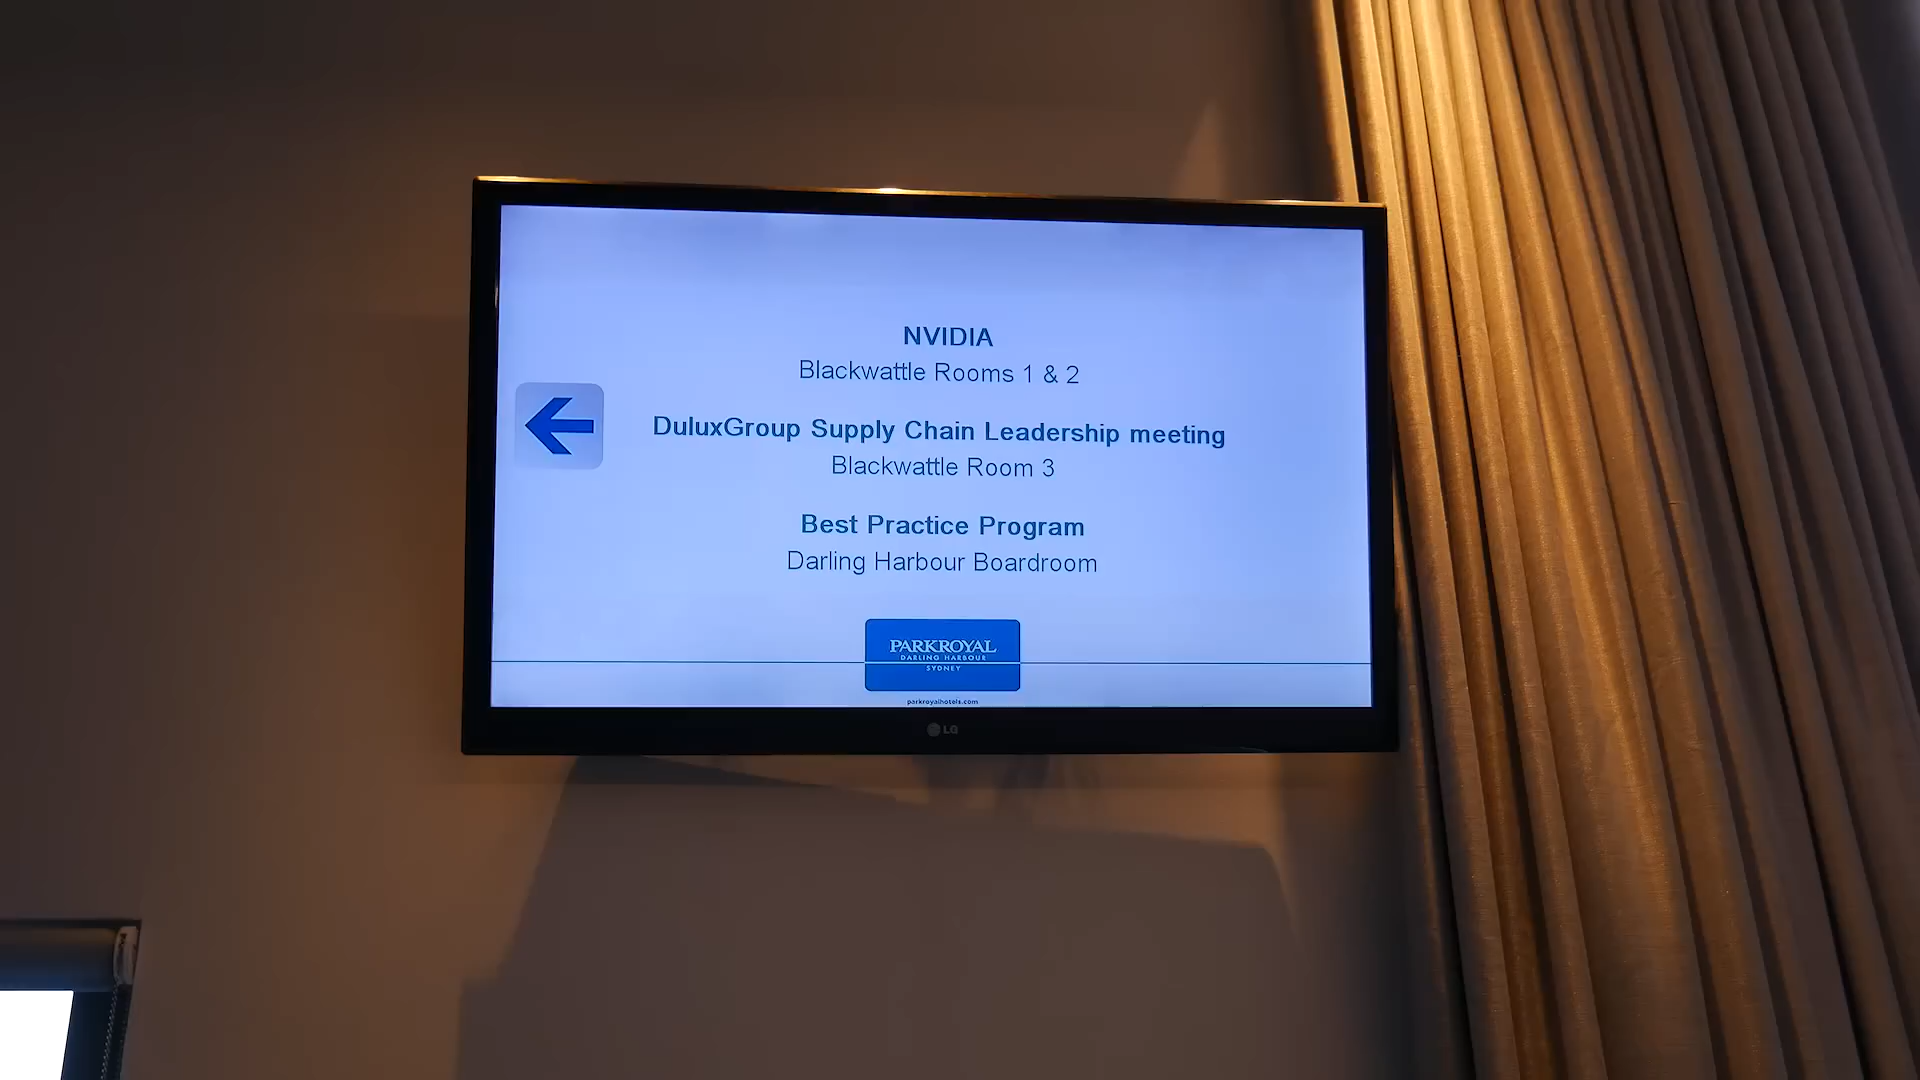 NVIDIA
Blackwattle Rooms 1 & 2
DuluxGroup Supply Chain Leadership meeting
Blackwattle Room 3
Best Practice Program
Darling Harbour Boardroom
PARKROYAL
DARLING HARBOUR
SYDNEY
parkroyalhotels.com
LG